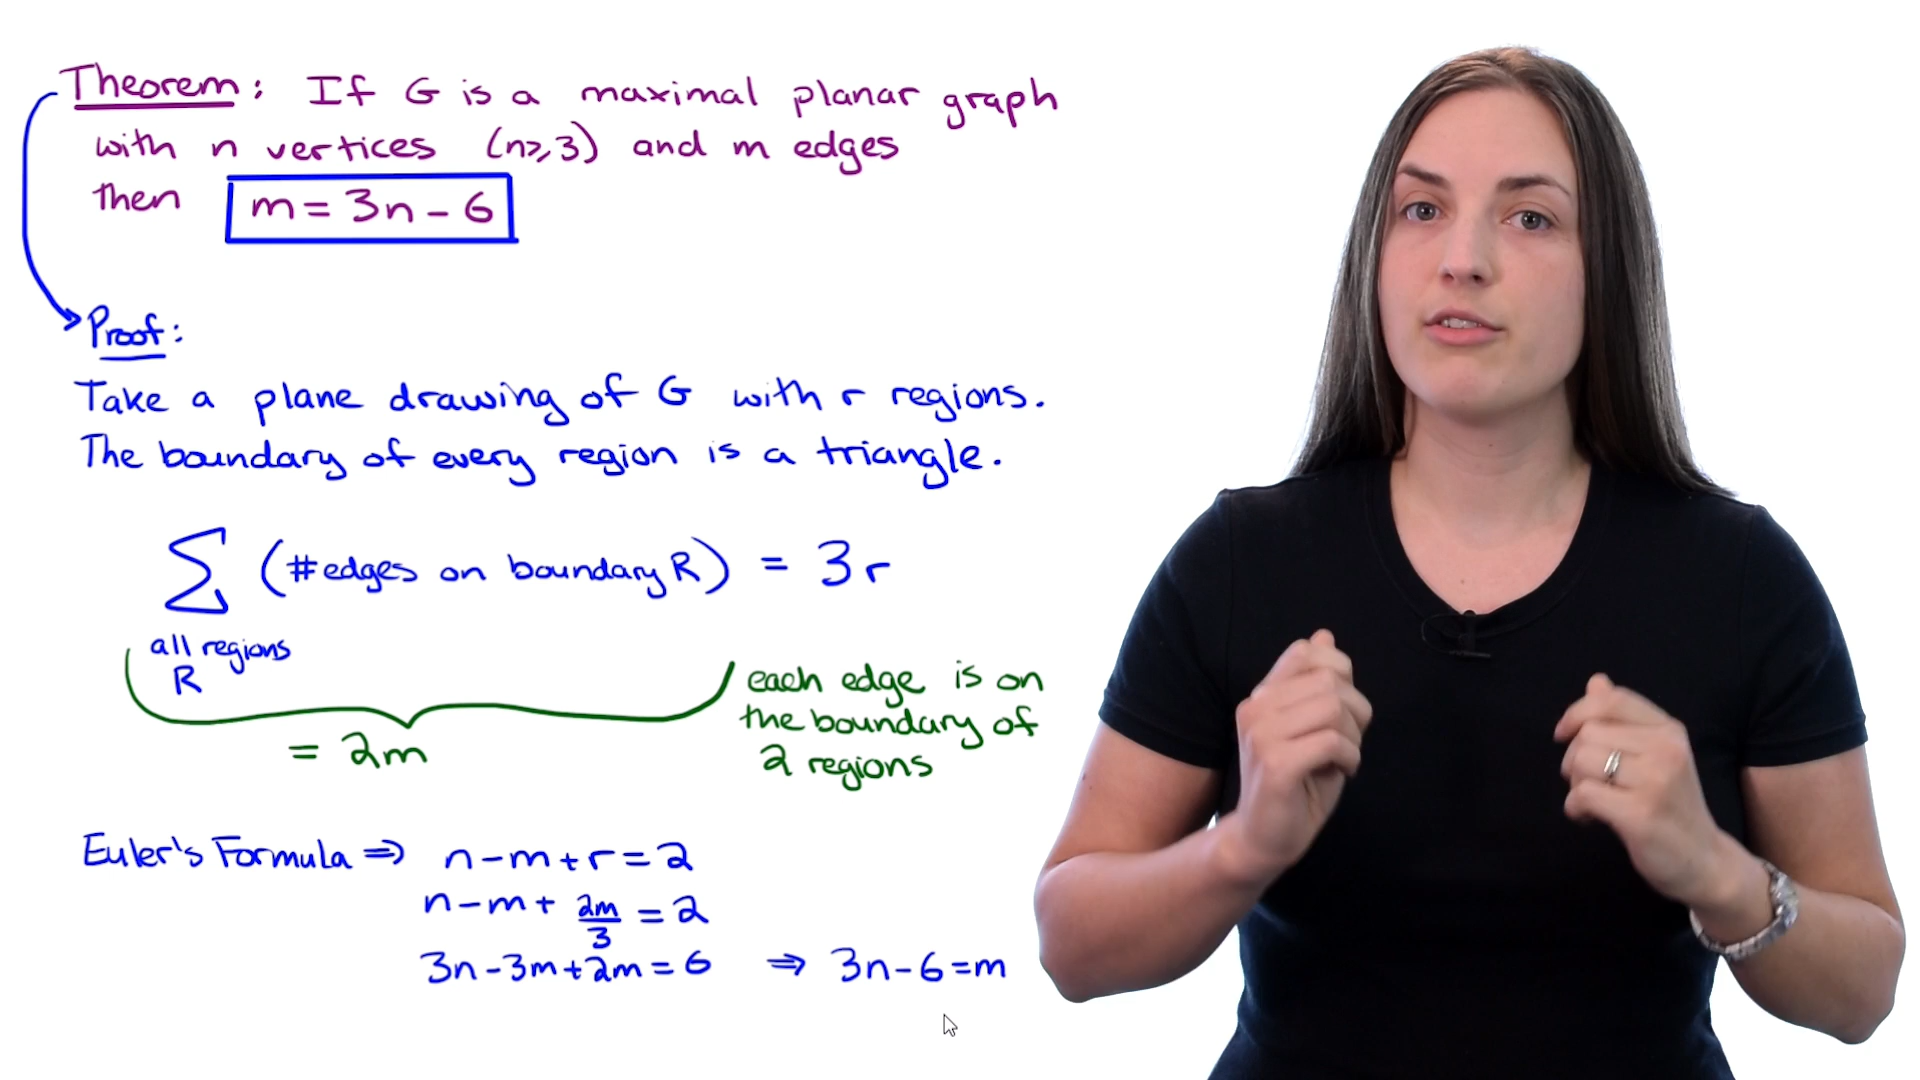 Theorem: If G is a maximal planar graph
with n vertices (n≥3) and m edges
then m = 3n - 6
Proof:
Take a plane drawing of G with r regions.
The boundary of every region is a triangle.
∑ (#edges on boundary R) = 3r
all regions
R
= 2m
each edge is on
the boundary of
2 regions
Euler's Formula ⇒ n-m+r=2
n-m+ 2m/3 = 2
3n-3m+2m=6 ⇒ 3n-6=m